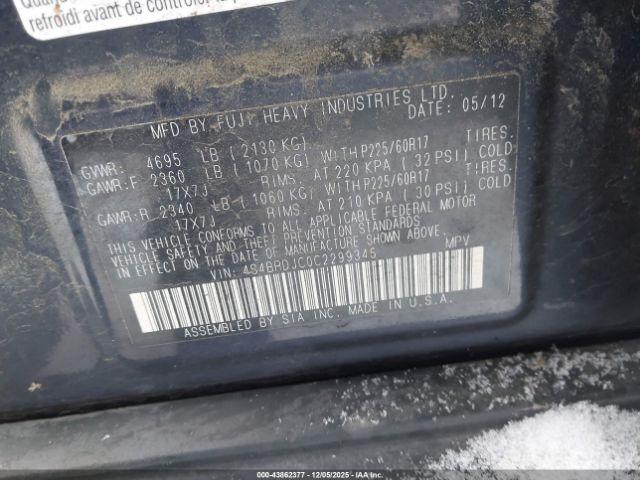 refroidi avant de contrôler
MFD BY FUJI HEAVY INDUSTRIES LTD.
DATE: 05/12
GVWR: 4695 LB (2130 KG)
GAWR:F 2360 LB (1070 KG) WITH P225/60R17 TIRES.
17X7J RIMS. AT 220 KPA (32 PSI) COLD
GAWR:R 2340 LB (1060 KG) WITH P225/60R17 TIRES.
17X7J RIMS. AT 210 KPA (30 PSI) COLD
THIS VEHICLE CONFORMS TO ALL APPLICABLE FEDERAL MOTOR
VEHICLE SAFETY, BUMPER, AND THEFT PREVENTION STANDARDS
IN EFFECT ON THE DATE OF MANUFACTURE SHOWN ABOVE.
VIN: 4S4BRDJC0C2299345 MPV
ASSEMBLED BY SIA INC. MADE IN U.S.A.
000-43862377 12/05/2025 IAAI